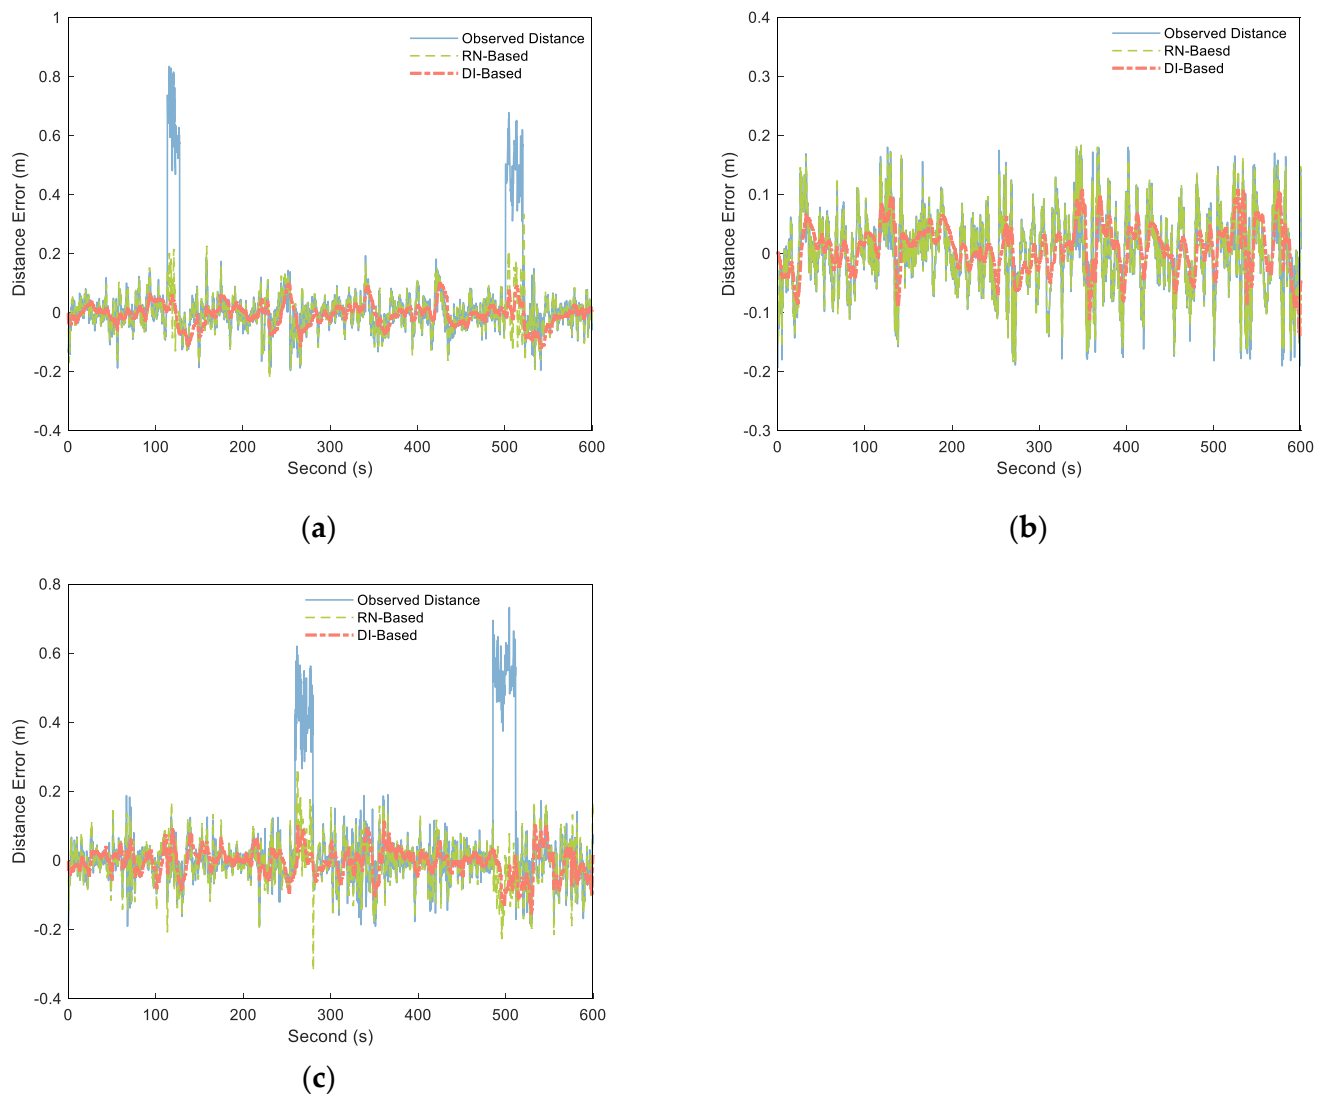 1
0.8
0.6
0.4
0.2
0
-0.2
-0.4
Distance Error (m)
Observed Distance
RN-Based
DI-Based
0 100 200 300 400 500 600
Second (s)
(a)
0.4
0.3
0.2
0.1
0
-0.1
-0.2
-0.3
Distance Error (m)
Observed Distance
RN-Baesd
DI-Based
0 100 200 300 400 500 600
Second (s)
(b)
0.8
0.6
0.4
0.2
0
-0.2
-0.4
Distance Error (m)
Observed Distance
RN-Based
DI-Based
0 100 200 300 400 500 600
Second (s)
(c)